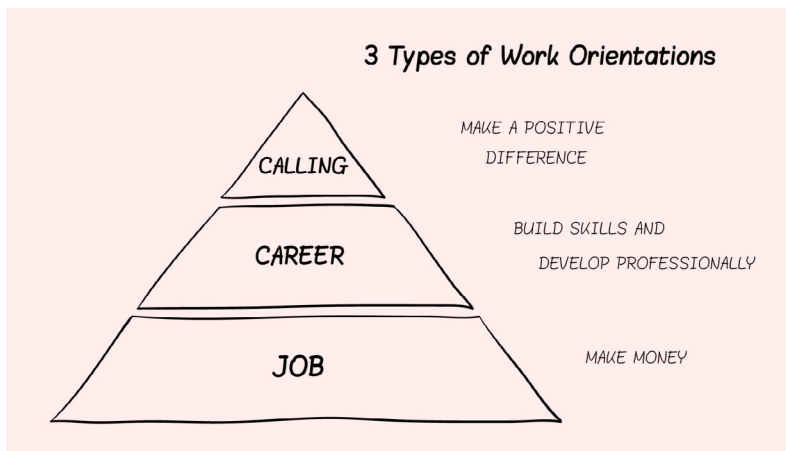 3 Types of Work Orientations
CALLING
MAKE A POSITIVE
DIFFERENCE
CAREER
BUILD SKILLS AND
DEVELOP PROFESSIONALLY
JOB
MAKE MONEY